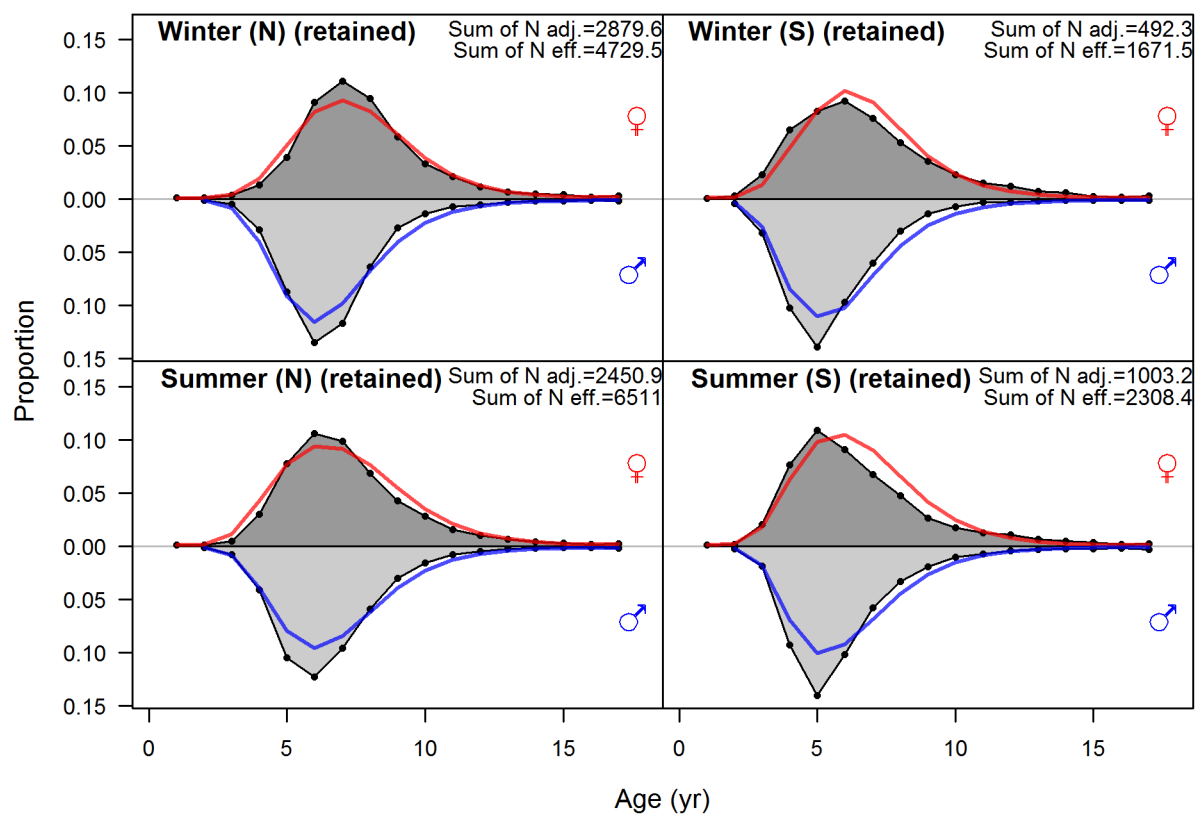 Winter (N) (retained)
Sum of N adj.=2879.6
Sum of N eff.=4729.5
Winter (S) (retained)
Sum of N adj.=492.3
Sum of N eff.=1671.5
0.15
0.10
0.05
0.00
0.05
0.10
0.15
♀
♂
♀
♂
Summer (N) (retained)
Sum of N adj.=2450.9
Sum of N eff.=6511
Summer (S) (retained)
Sum of N adj.=1003.2
Sum of N eff.=2308.4
0.15
0.10
0.05
0.00
0.05
0.10
0.15
♀
♂
♀
♂
Proportion
0 5 10 15
0 5 10 15
Age (yr)